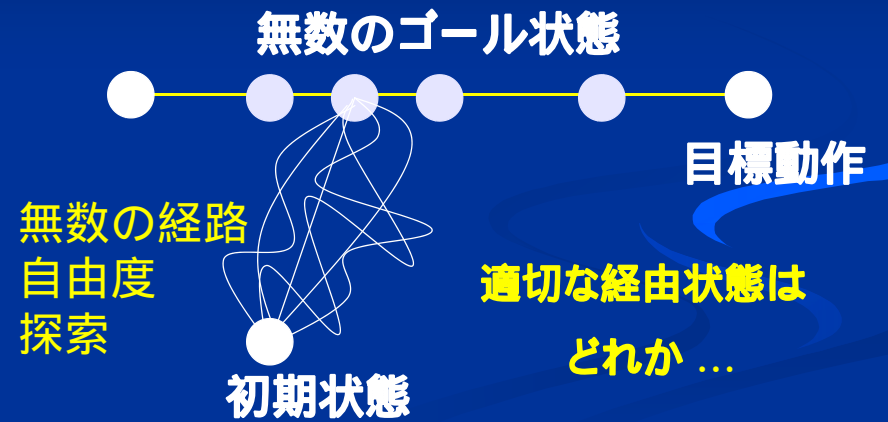 無数のゴール状態
目標動作
無数の経路
自由度
探索
適切な経由状態は
どれか ...
初期状態